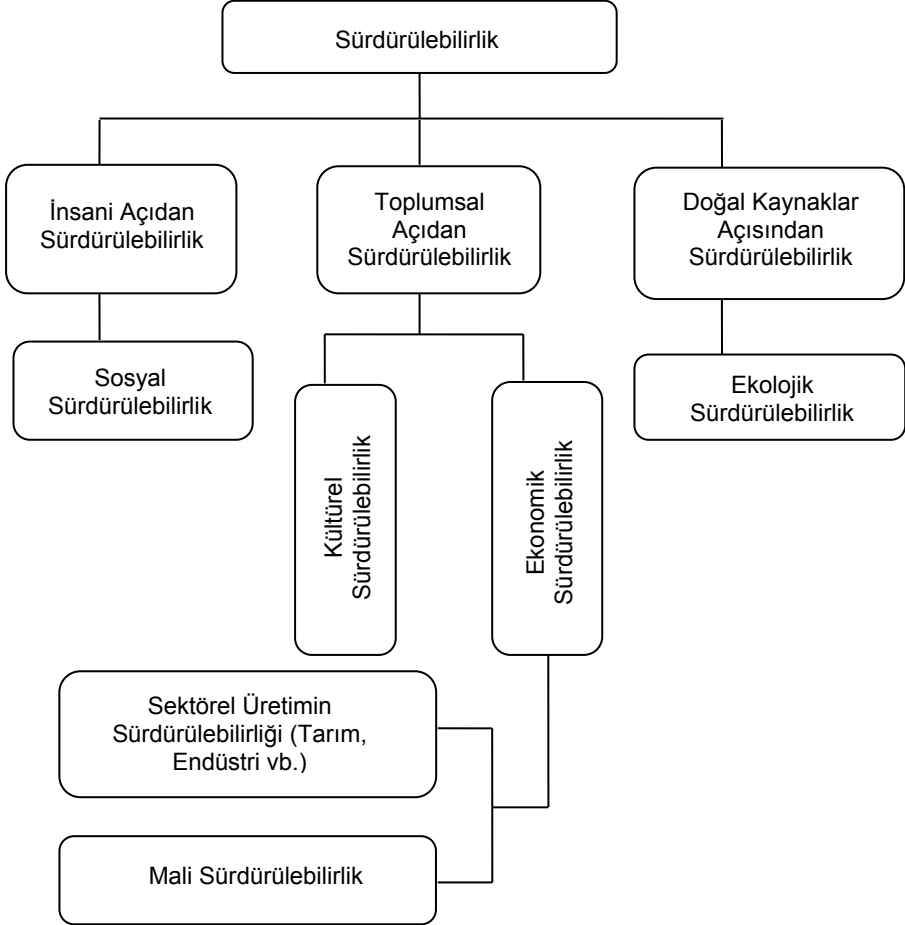 Sürdürülebilirlik
İnsani Açıdan
Sürdürülebilirlik
Toplumsal
Açıdan
Sürdürülebilirlik
Doğal Kaynaklar
Açısından
Sürdürülebilirlik
Sosyal
Sürdürülebilirlik
Kültürel
Sürdürülebilirlik
Ekonomik
Sürdürülebilirlik
Ekolojik
Sürdürülebilirlik
Sektörel Üretimin
Sürdürülebilirliği (Tarım,
Endüstri vb.)
Mali Sürdürülebilirlik